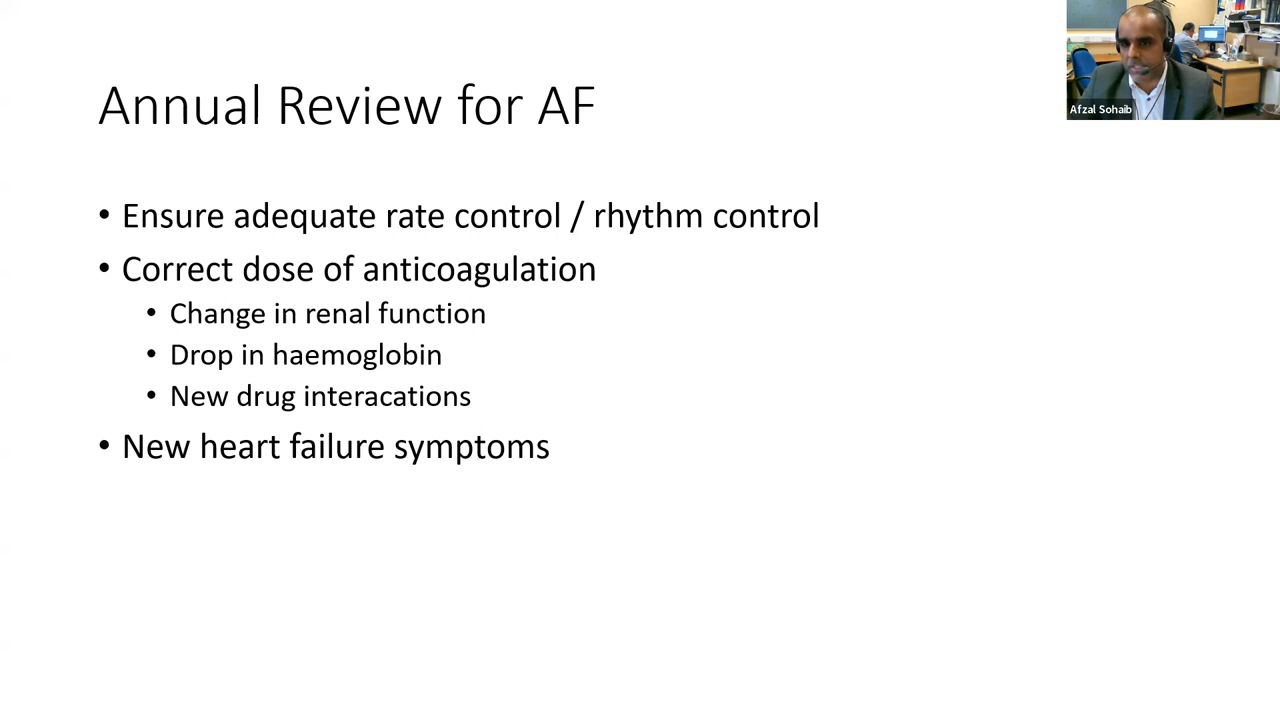 Annual Review for AF
Afzal Sohaib
• Ensure adequate rate control / rhythm control
• Correct dose of anticoagulation
• Change in renal function
• Drop in haemoglobin
• New drug interacations
• New heart failure symptoms